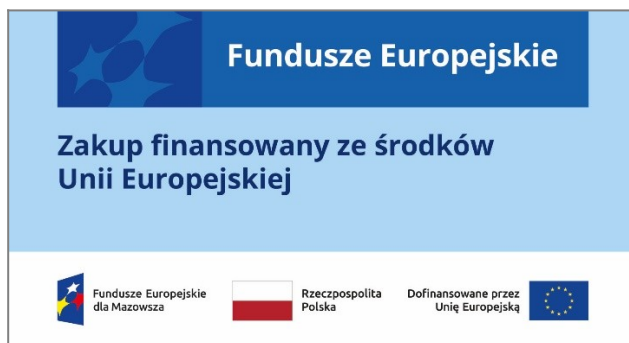 Fundusze Europejskie
Zakup finansowany ze środków
Unii Europejskiej
Fundusze Europejskie
dla Mazowsza
Rzeczpospolita
Polska
Dofinansowane przez
Unię Europejską